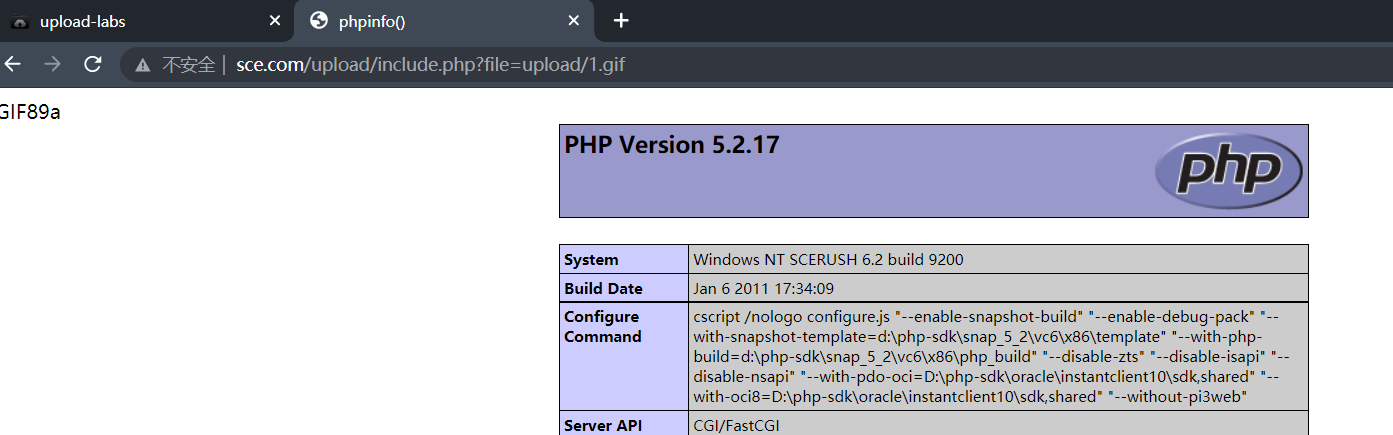 upload-labs
phpinfo()
不安全 | sce.com/upload/include.php?file=upload/1.gif
GIF89a
PHP Version 5.2.17
php
System Windows NT SCERUSH 6.2 build 9200
Build Date Jan 6 2011 17:34:09
Configure cscript /nologo configure.js "--enable-snapshot-build" "--enable-debug-pack" "--
Command with-snapshot-template=d:\php-sdk\snap_5_2\vc6\x86\template" "--with-php-
build=d:\php-sdk\snap_5_2\vc6\x86\php_build" "--disable-zts" "--disable-isapi" "--
disable-nsapi" "--with-pdo-oci=D:\php-sdk\oracle\instantclient10\sdk,shared" "--
with-oci8=D:\php-sdk\oracle\instantclient10\sdk,shared" "--without-pi3web"
Server API CGI/FastCGI